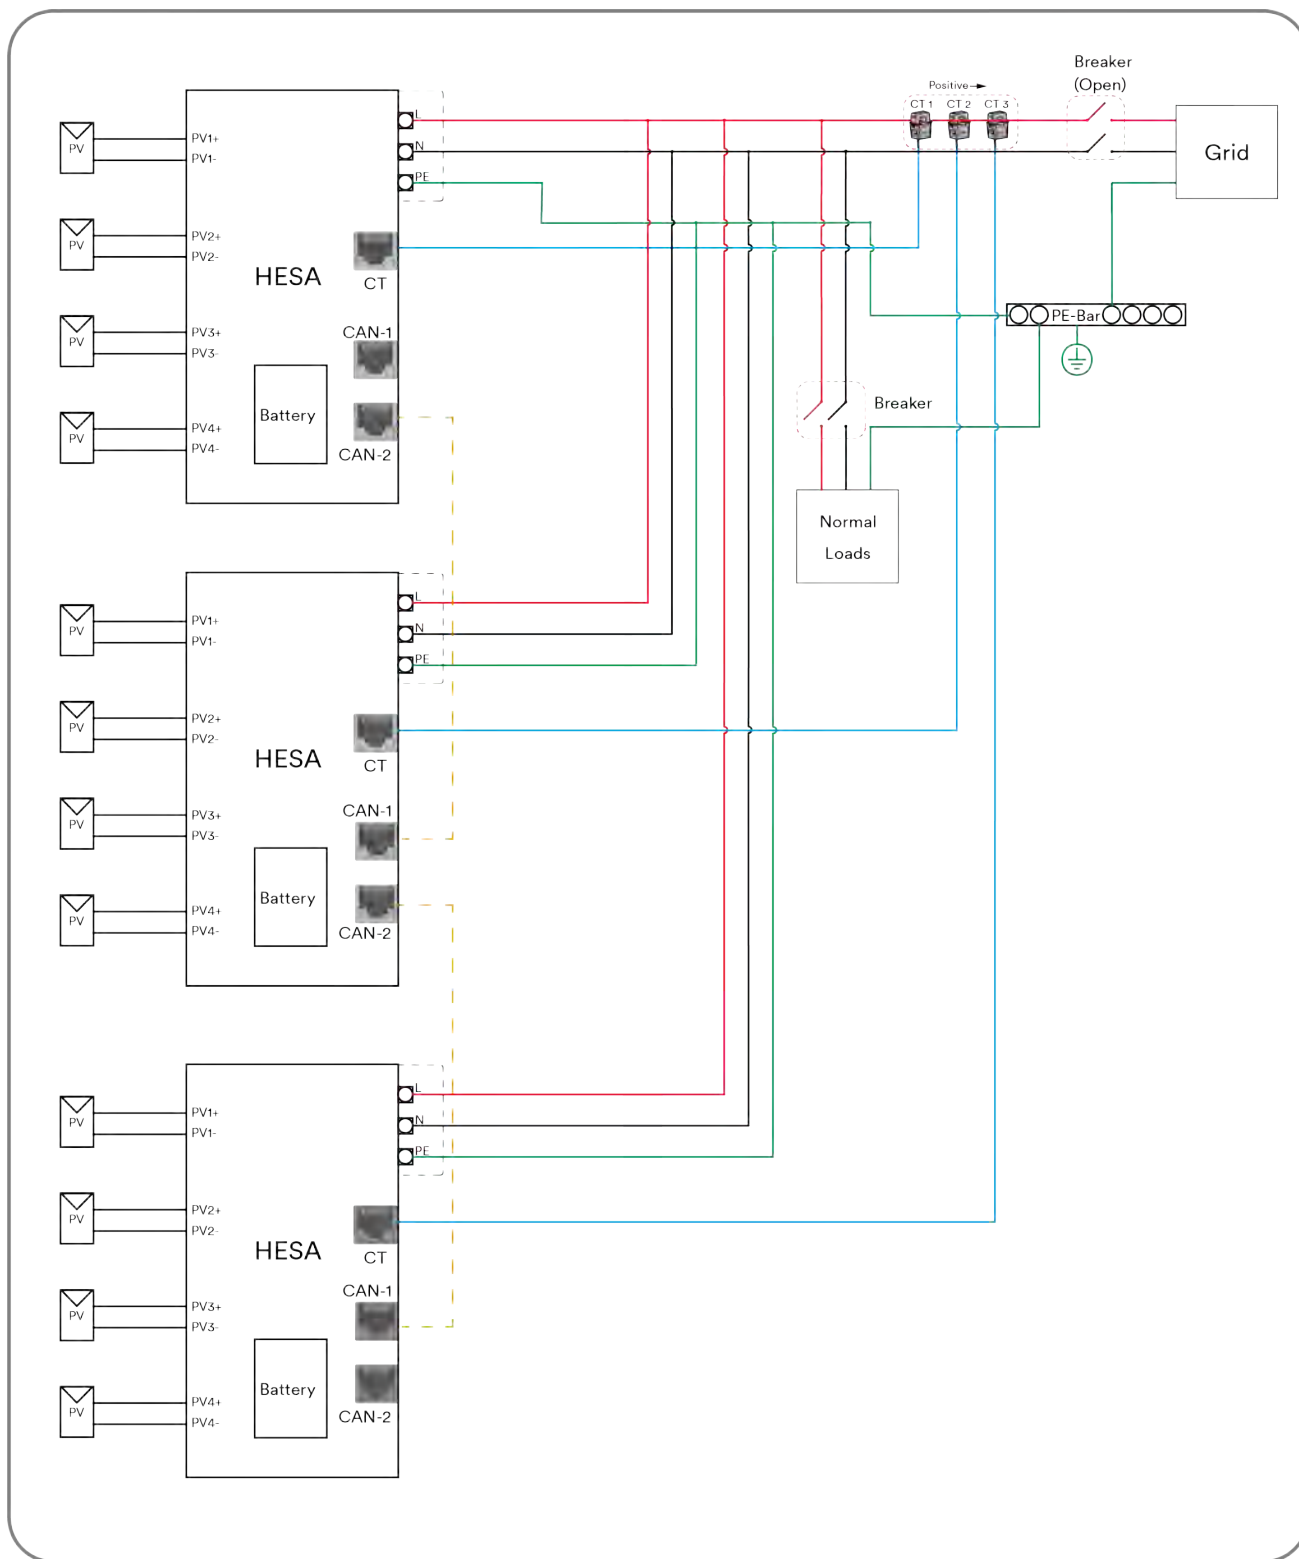 Breaker
(Open)
Positive
CT 1 CT 2 CT 3
Grid
L
N
PE
PV
PV1+
PV1-
PV
PV2+
PV2-
HESA
CT
PV
PV3+
PV3-
CAN-1
Battery
PV
PV4+
PV4-
CAN-2
PE-Bar
Breaker
Normal
Loads
L
N
PE
PV
PV1+
PV1-
PV
PV2+
PV2-
HESA
CT
PV
PV3+
PV3-
CAN-1
Battery
PV
PV4+
PV4-
CAN-2
L
N
PE
PV
PV1+
PV1-
PV
PV2+
PV2-
HESA
CT
PV
PV3+
PV3-
CAN-1
Battery
PV
PV4+
PV4-
CAN-2